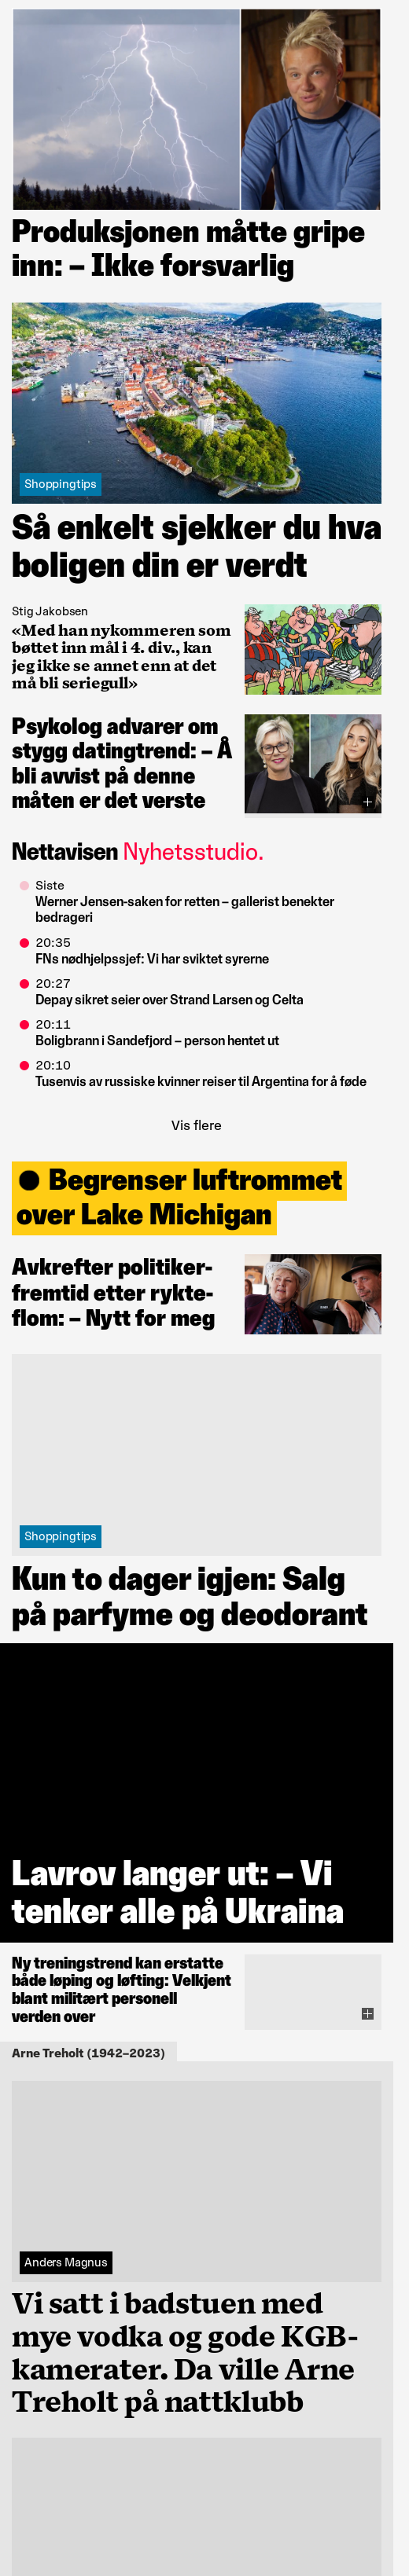 Produksjonen måtte gripe
inn: – Ikke forsvarlig
Shoppingtips
Så enkelt sjekker du hva
boligen din er verdt
Stig Jakobsen
«Med han nykommeren som
bøttet inn mål i 4. div., kan
jeg ikke se annet enn at det
må bli seriegull»
Psykolog advarer om
stygg datingtrend: – Å
bli avvist på denne
måten er det verste
Nettavisen Nyhetsstudio.
Siste
Werner Jensen-saken for retten – gallerist benekter
bedrageri
20:35
FNs nødhjelpssjef: Vi har sviktet syrerne
20:27
Depay sikret seier over Strand Larsen og Celta
20:11
Boligbrann i Sandefjord – person hentet ut
20:10
Tusenvis av russiske kvinner reiser til Argentina for å føde
Vis flere
Begrenser luftrommet
over Lake Michigan
Avkrefter politiker-
fremtid etter rykte-
flom: – Nytt for meg
Shoppingtips
Kun to dager igjen: Salg
på parfyme og deodorant
Lavrov langer ut: – Vi
tenker alle på Ukraina
Ny treningstrend kan erstatte
både løping og løfting: Velkjent
blant militært personell
verden over
Arne Treholt (1942–2023)
Anders Magnus
Vi satt i badstuen med
mye vodka og gode KGB-
kamerater. Da ville Arne
Treholt på nattklubb